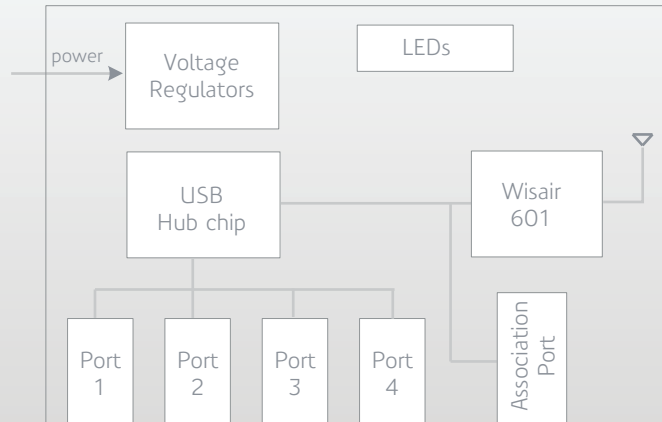 power
Voltage
Regulators
LEDs
USB
Hub chip
Wisair
601
Port
1
Port
2
Port
3
Port
4
Association
Port